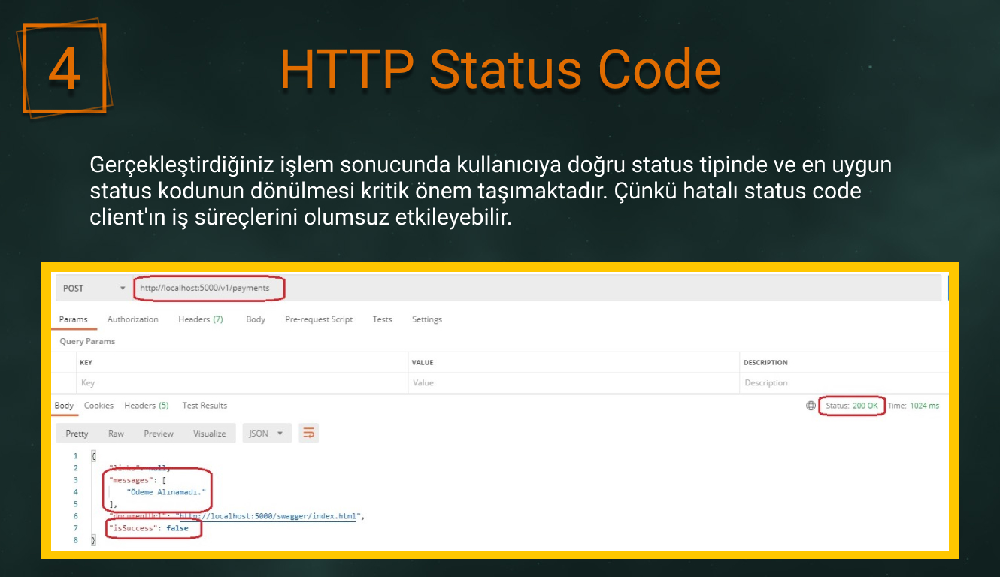 4
HTTP Status Code
Gerçekleştirdiğiniz işlem sonucunda kullanıcıya doğru status tipinde ve en uygun
status kodunun dönülmesi kritik önem taşımaktadır. Çünkü hatalı status code
client'ın iş süreçlerini olumsuz etkileyebilir.
POST http://localhost:5000/v1/payments
Params Authorization Headers (7) Body Pre-request Script Tests Settings
Query Params
KEY VALUE DESCRIPTION
Key Value Description
Body Cookies Headers (5) Test Results Status: 200 OK Time: 1024 ms
Pretty Raw Preview Visualize JSON
1 {
2 "links": null,
3 "messages": [
4 "Ödeme Alınamadı."
5 ],
6 "documentUrl": "http://localhost:5000/swagger/index.html",
7 "isSuccess": false
8 }